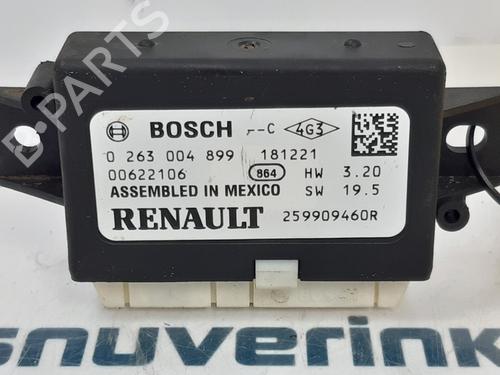 BOSCH --C 4G3
0 263 004 899 181221
00622106 864 HW 3.20
ASSEMBLED IN MEXICO SW 19.5
RENAULT 259909460R
B-PARTS
snuverink